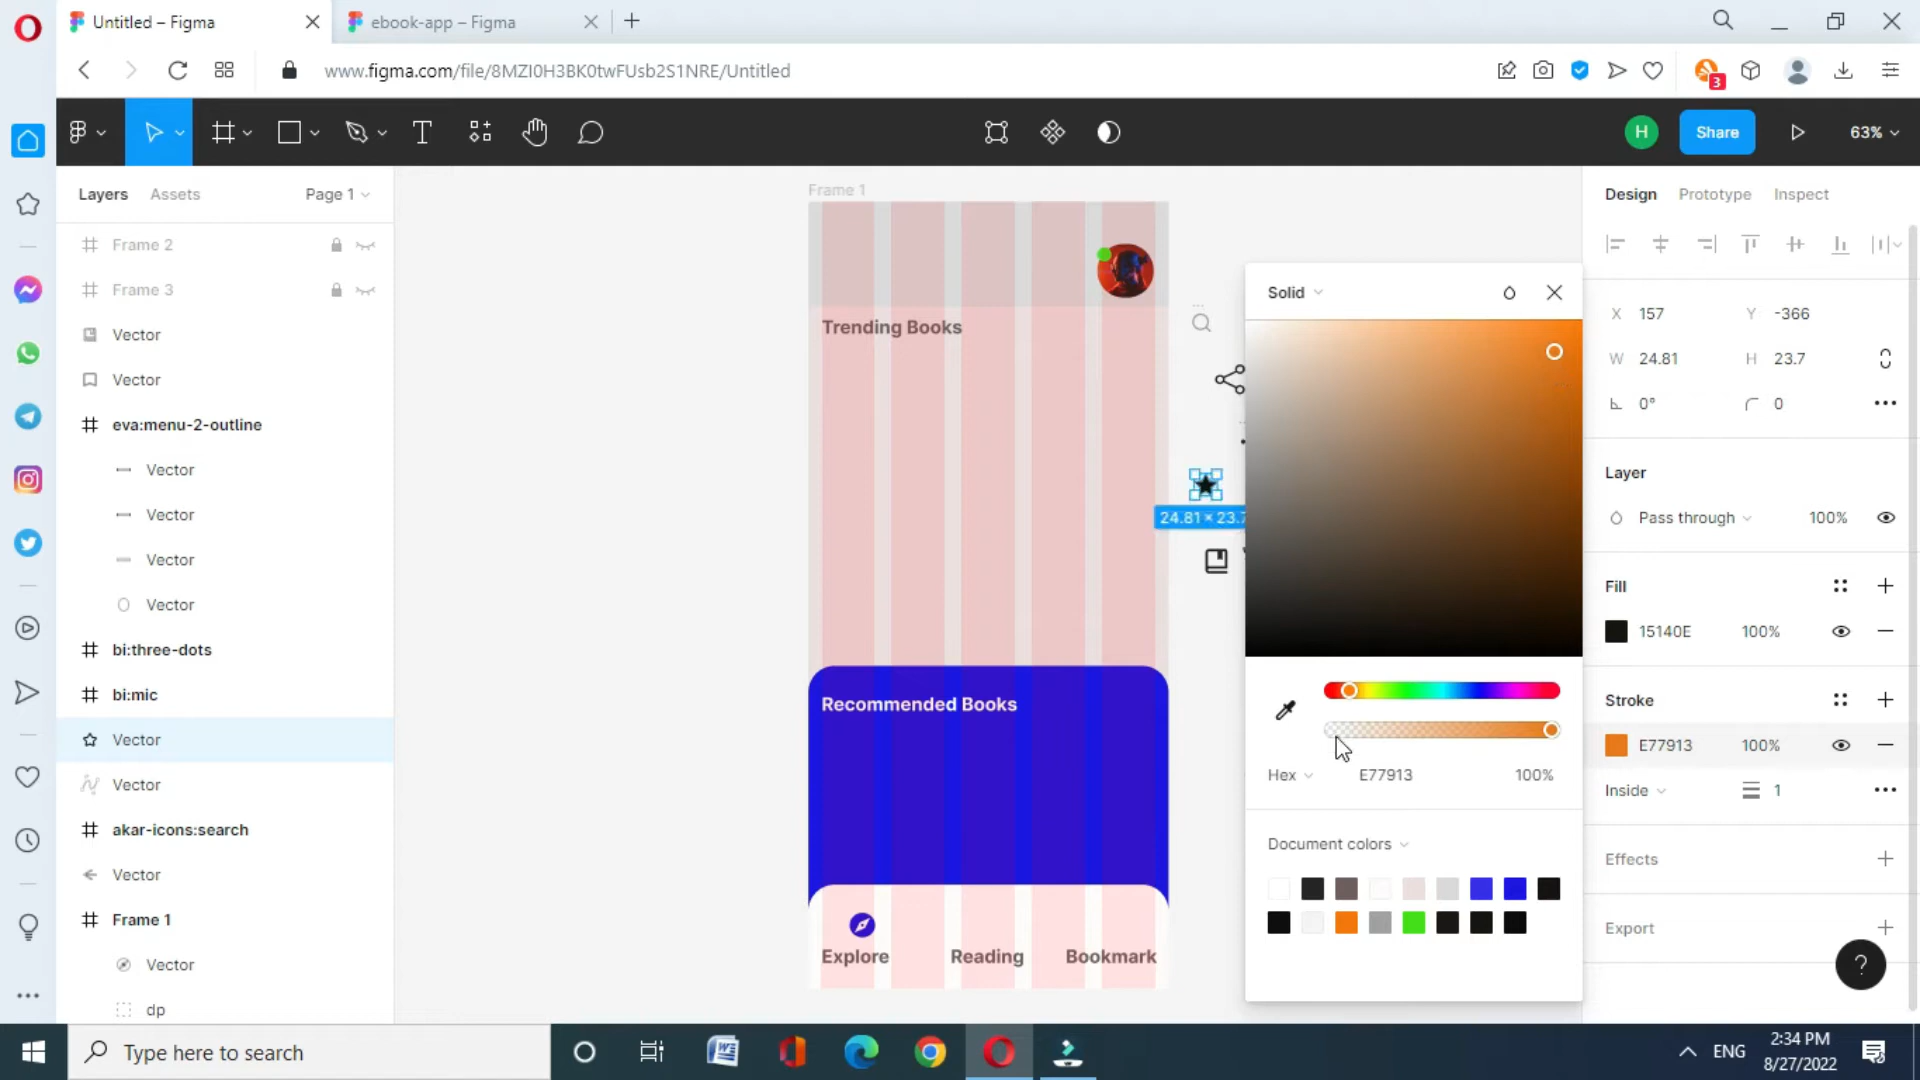 Untitled – Figma
ebook-app – Figma
www.figma.com/file/8MZI0H3BK0twFUsb2S1NRE/Untitled
3
H
Share
63%
Layers
Assets
Page 1
Frame 2
Frame 3
Vector
Vector
eva:menu-2-outline
Vector
Vector
Vector
Vector
bi:three-dots
bi:mic
Vector
Vector
akar-icons:search
Vector
Frame 1
Vector
dp
Frame 1
Trending Books
24.81 × 23.7
Recommended Books
Explore
Reading
Bookmark
Solid
Hex
E77913
100%
Document colors
Design
Prototype
Inspect
X 157
Y -366
W 24.81
H 23.7
0°
0
Layer
Pass through
100%
Fill
15140E
100%
Stroke
E77913
100%
Inside
1
Effects
Export
?
Type here to search
ENG
2:34 PM
8/27/2022